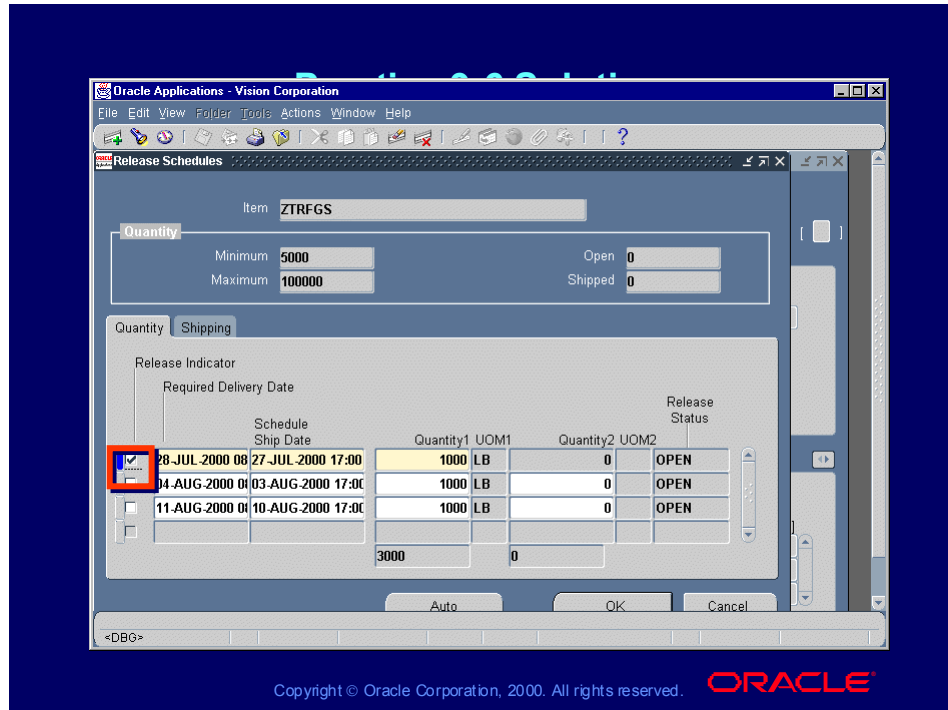 Oracle Applications - Vision Corporation
File Edit View Folder Tools Actions Window Help
Release Schedules
Item ZTRFGS
Quantity
Minimum 5000 Open 0
Maximum 100000 Shipped 0
Quantity Shipping
Release Indicator
Required Delivery Date
Release
Schedule Status
Ship Date Quantity1 UOM1 Quantity2 UOM2
28-JUL-2000 08 27-JUL-2000 17:00 1000 LB 0 OPEN
04-AUG-2000 03-AUG-2000 17:00 1000 LB 0 OPEN
11-AUG-2000 10-AUG-2000 17:00 1000 LB 0 OPEN
3000 0
Auto OK Cancel
<DBG>
Copyright © Oracle Corporation, 2000. All rights reserved. ORACLE